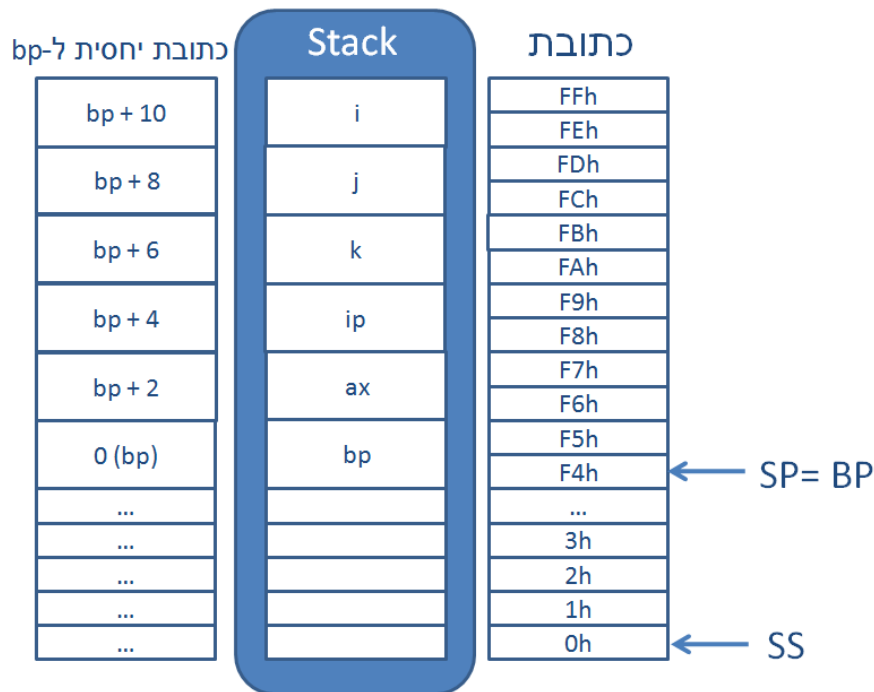 כתובת יחסית ל-bp
Stack
כתובת
bp + 10
i
FFh
FEh
bp + 8
j
FDh
FCh
bp + 6
k
FBh
FAh
bp + 4
ip
F9h
F8h
bp + 2
ax
F7h
F6h
0 (bp)
bp
F5h
F4h
SP= BP
...
...
...
3h
...
2h
...
1h
...
0h
SS